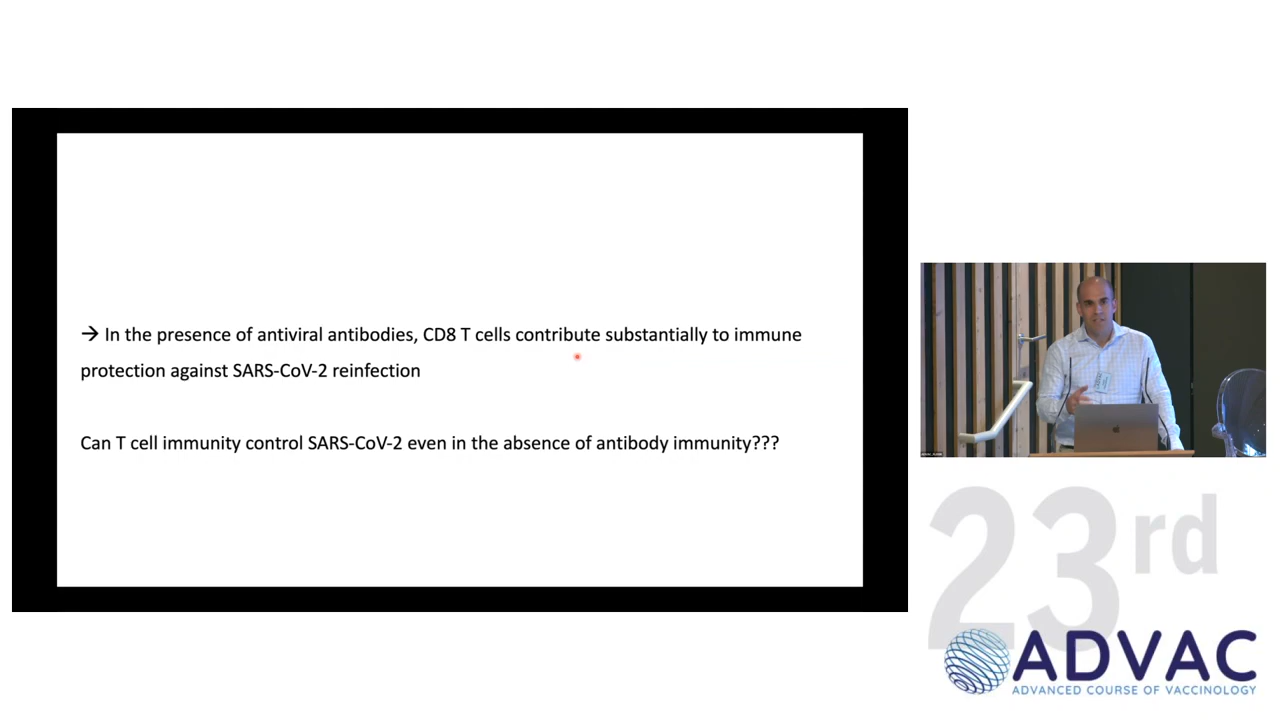 → In the presence of antiviral antibodies, CD8 T cells contribute substantially to immune
protection against SARS-CoV-2 reinfection
Can T cell immunity control SARS-CoV-2 even in the absence of antibody immunity???
23rd
ADVAC
ADVANCED COURSE OF VACCINOLOGY